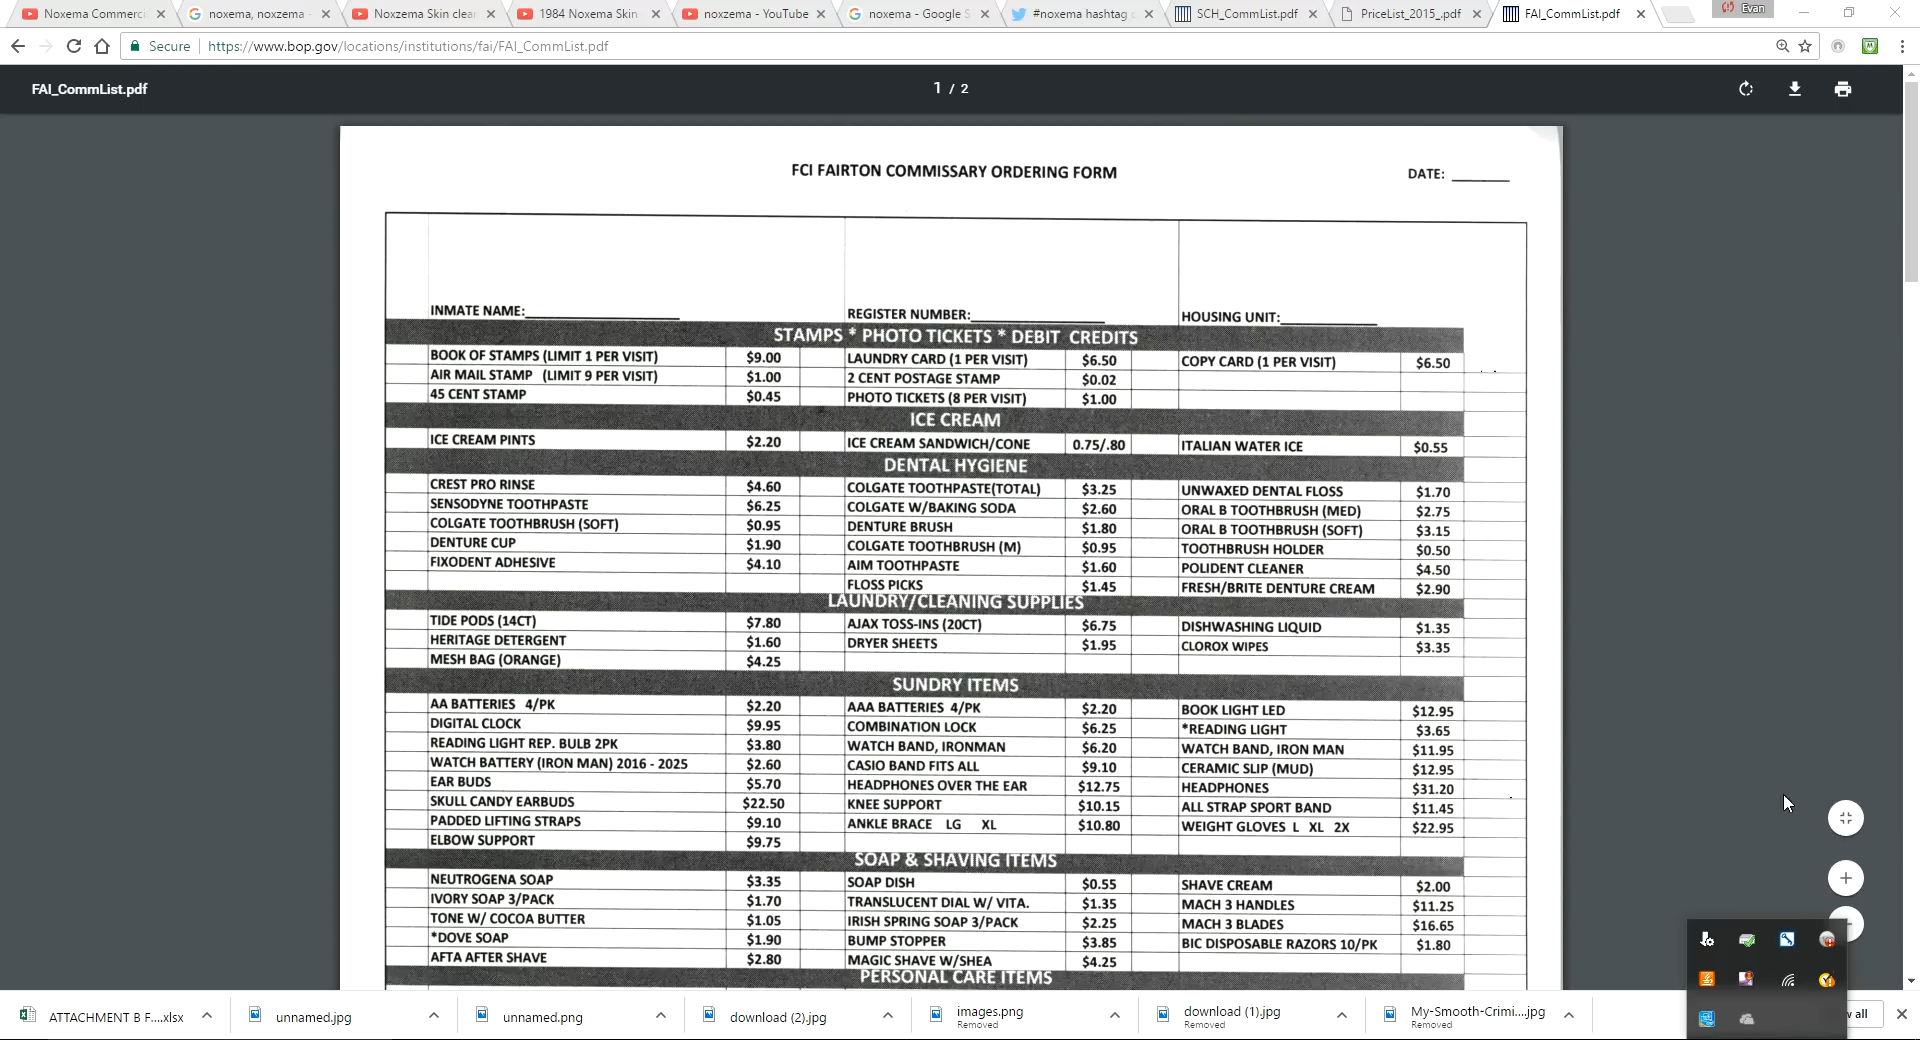 Noxema Commerci
noxema, noxzema -
Noxzema Skin clea
1984 Noxema Skin
noxzema - YouTube
noxema - Google S
#noxema hashtag
SCH_CommList.pdf
PriceList_2015_.pdf
FAI_CommList.pdf
Evan
Secure https://www.bop.gov/locations/institutions/fai/FAI_CommList.pdf
FAI_CommList.pdf 1 / 2
FCI FAIRTON COMMISSARY ORDERING FORM DATE:
INMATE NAME: REGISTER NUMBER: HOUSING UNIT:
STAMPS * PHOTO TICKETS * DEBIT CREDITS
BOOK OF STAMPS (LIMIT 1 PER VISIT) $9.00 LAUNDRY CARD (1 PER VISIT) $6.50 COPY CARD (1 PER VISIT) $6.50
AIR MAIL STAMP (LIMIT 9 PER VISIT) $1.00 2 CENT POSTAGE STAMP $0.02
45 CENT STAMP $0.45 PHOTO TICKETS (8 PER VISIT) $1.00
ICE CREAM
ICE CREAM PINTS $2.20 ICE CREAM SANDWICH/CONE 0.75/.80 ITALIAN WATER ICE $0.55
DENTAL HYGIENE
CREST PRO RINSE $4.60 COLGATE TOOTHPASTE(TOTAL) $3.25 UNWAXED DENTAL FLOSS $1.70
SENSODYNE TOOTHPASTE $6.25 COLGATE W/BAKING SODA $2.60 ORAL B TOOTHBRUSH (MED) $2.75
COLGATE TOOTHBRUSH (SOFT) $0.95 DENTURE BRUSH $1.80 ORAL B TOOTHBRUSH (SOFT) $3.15
DENTURE CUP $1.90 COLGATE TOOTHBRUSH (M) $0.95 TOOTHBRUSH HOLDER $0.50
FIXODENT ADHESIVE $4.10 AIM TOOTHPASTE $1.60 POLIDENT CLEANER $4.50
FLOSS PICKS $1.45 FRESH/BRITE DENTURE CREAM $2.90
LAUNDRY/CLEANING SUPPLIES
TIDE PODS (14CT) $7.80 AJAX TOSS-INS (20CT) $6.75 DISHWASHING LIQUID $1.35
HERITAGE DETERGENT $1.60 DRYER SHEETS $1.95 CLOROX WIPES $3.35
MESH BAG (ORANGE) $4.25
SUNDRY ITEMS
AA BATTERIES 4/PK $2.20 AAA BATTERIES 4/PK $2.20 BOOK LIGHT LED $12.95
DIGITAL CLOCK $9.95 COMBINATION LOCK $6.25 *READING LIGHT $3.65
READING LIGHT REP. BULB 2PK $3.80 WATCH BAND, IRONMAN $6.20 WATCH BAND, IRON MAN $11.95
WATCH BATTERY (IRON MAN) 2016 - 2025 $2.60 CASIO BAND FITS ALL $9.10 CERAMIC SLIP (MUD) $12.95
EAR BUDS $5.70 HEADPHONES OVER THE EAR $12.75 HEADPHONES $31.20
SKULL CANDY EARBUDS $22.50 KNEE SUPPORT $10.15 ALL STRAP SPORT BAND $11.45
PADDED LIFTING STRAPS $9.10 ANKLE BRACE LG XL $10.80 WEIGHT GLOVES L XL 2X $22.95
ELBOW SUPPORT $9.75
SOAP & SHAVING ITEMS
NEUTROGENA SOAP $3.35 SOAP DISH $0.55 SHAVE CREAM $2.00
IVORY SOAP 3/PACK $1.70 TRANSLUCENT DIAL W/ VITA. $1.35 MACH 3 HANDLES $11.25
TONE W/ COCOA BUTTER $1.05 IRISH SPRING SOAP 3/PACK $2.25 MACH 3 BLADES $16.65
*DOVE SOAP $1.90 BUMP STOPPER $3.85 BIC DISPOSABLE RAZORS 10/PK $1.80
AFTA AFTER SHAVE $2.80 MAGIC SHAVE W/SHEA $4.25
PERSONAL CARE ITEMS
ATTACHMENT B F....xlsx
unnamed.jpg
unnamed.png
download (2).jpg
images.png
Removed
download (1).jpg
Removed
My-Smooth-Crimi....jpg
Removed
all